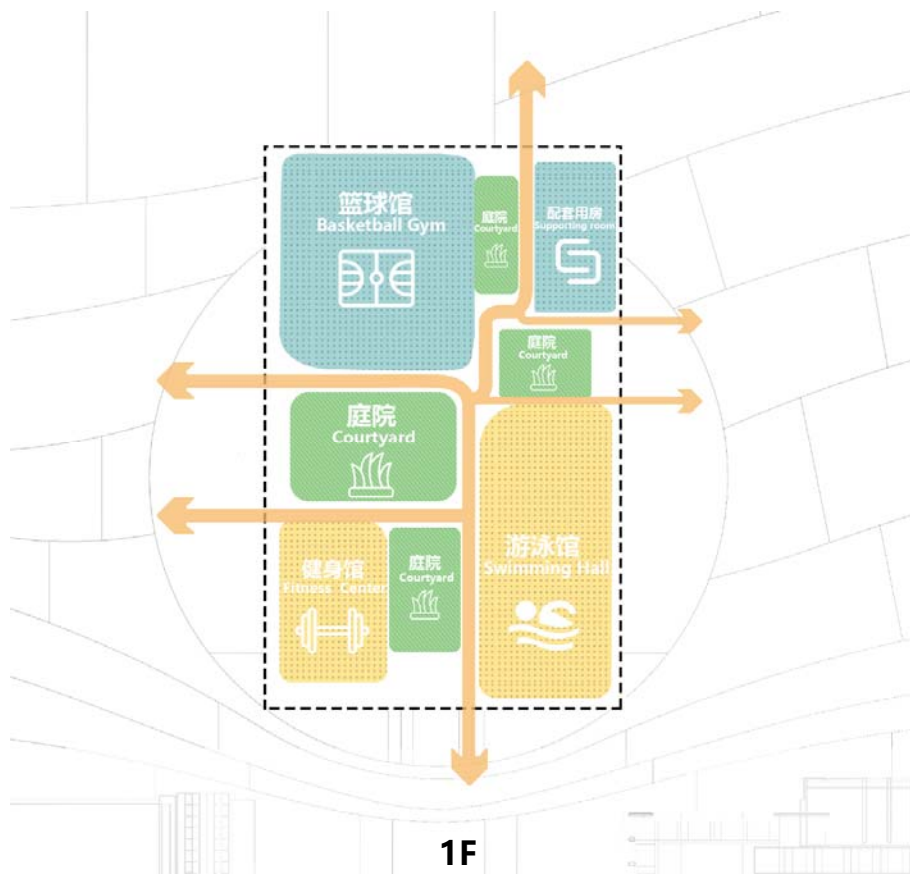 篮球馆
Basketball Gym
庭院
Courtyard
配套用房
Supporting room
庭院
Courtyard
庭院
Courtyard
游泳馆
Swimming Hall
健身馆
Fitness Center
庭院
Courtyard
1F